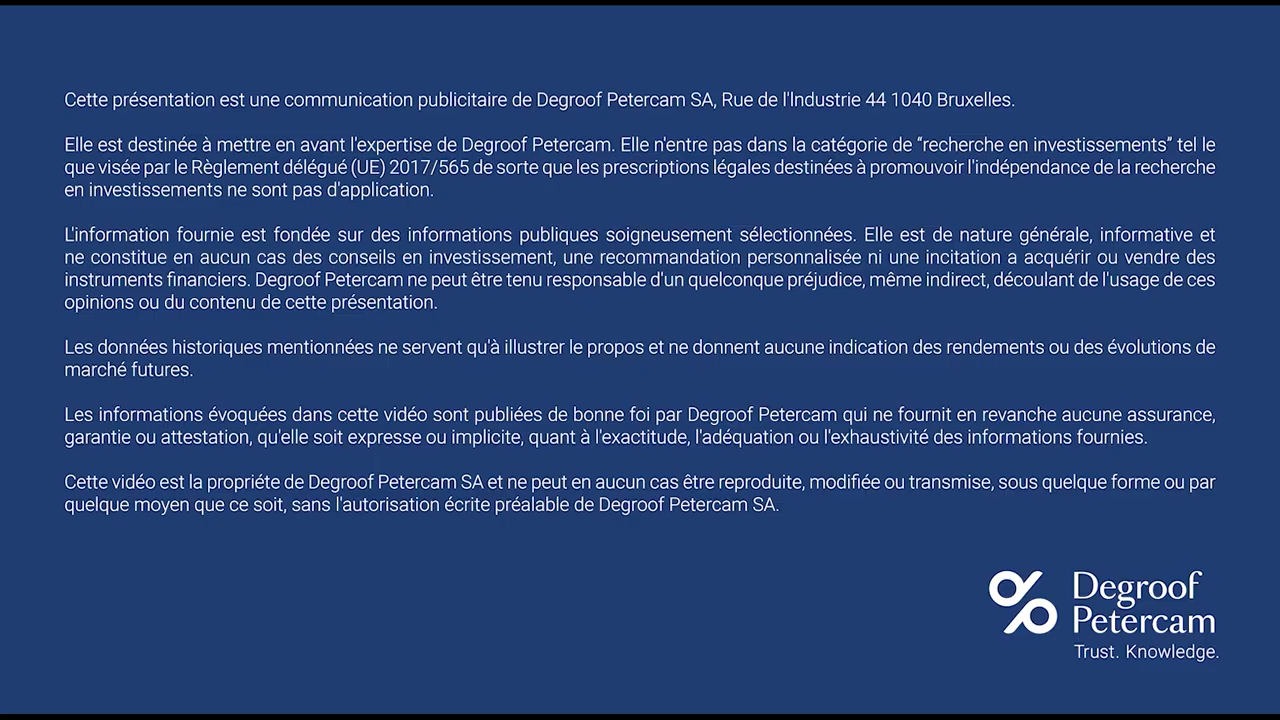 Cette présentation est une communication publicitaire de Degroof Petercam SA, Rue de l'Industrie 44 1040 Bruxelles.
Elle est destinée à mettre en avant l'expertise de Degroof Petercam. Elle n'entre pas dans la catégorie de “recherche en investissements” tel le
que visée par le Règlement délégué (UE) 2017/565 de sorte que les prescriptions légales destinées à promouvoir l'indépendance de la recherche
en investissements ne sont pas d'application.
L'information fournie est fondée sur des informations publiques soigneusement sélectionnées. Elle est de nature générale, informative et
ne constitue en aucun cas des conseils en investissement, une recommandation personnalisée ni une incitation a acquérir ou vendre des
instruments financiers. Degroof Petercam ne peut être tenu responsable d'un quelconque préjudice, même indirect, découlant de l'usage de ces
opinions ou du contenu de cette présentation.
Les données historiques mentionnées ne servent qu'à illustrer le propos et ne donnent aucune indication des rendements ou des évolutions de
marché futures.
Les informations évoquées dans cette vidéo sont publiées de bonne foi par Degroof Petercam qui ne fournit en revanche aucune assurance,
garantie ou attestation, qu'elle soit expresse ou implicite, quant à l'exactitude, l'adéquation ou l'exhaustivité des informations fournies.
Cette vidéo est la propriéte de Degroof Petercam SA et ne peut en aucun cas être reproduite, modifiée ou transmise, sous quelque forme ou par
quelque moyen que ce soit, sans l'autorisation écrite préalable de Degroof Petercam SA.
Degroof
Petercam
Trust. Knowledge.